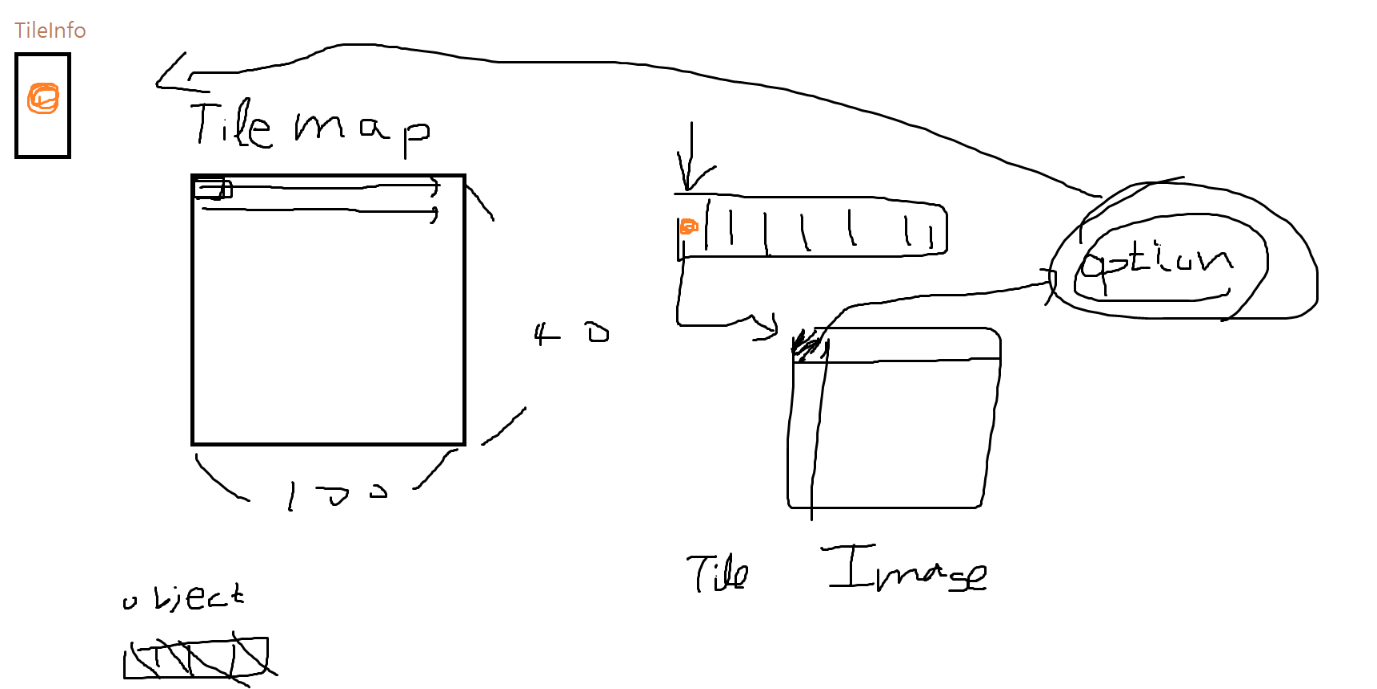 TileInfo
Tile map
option
40
100
Tile Image
object